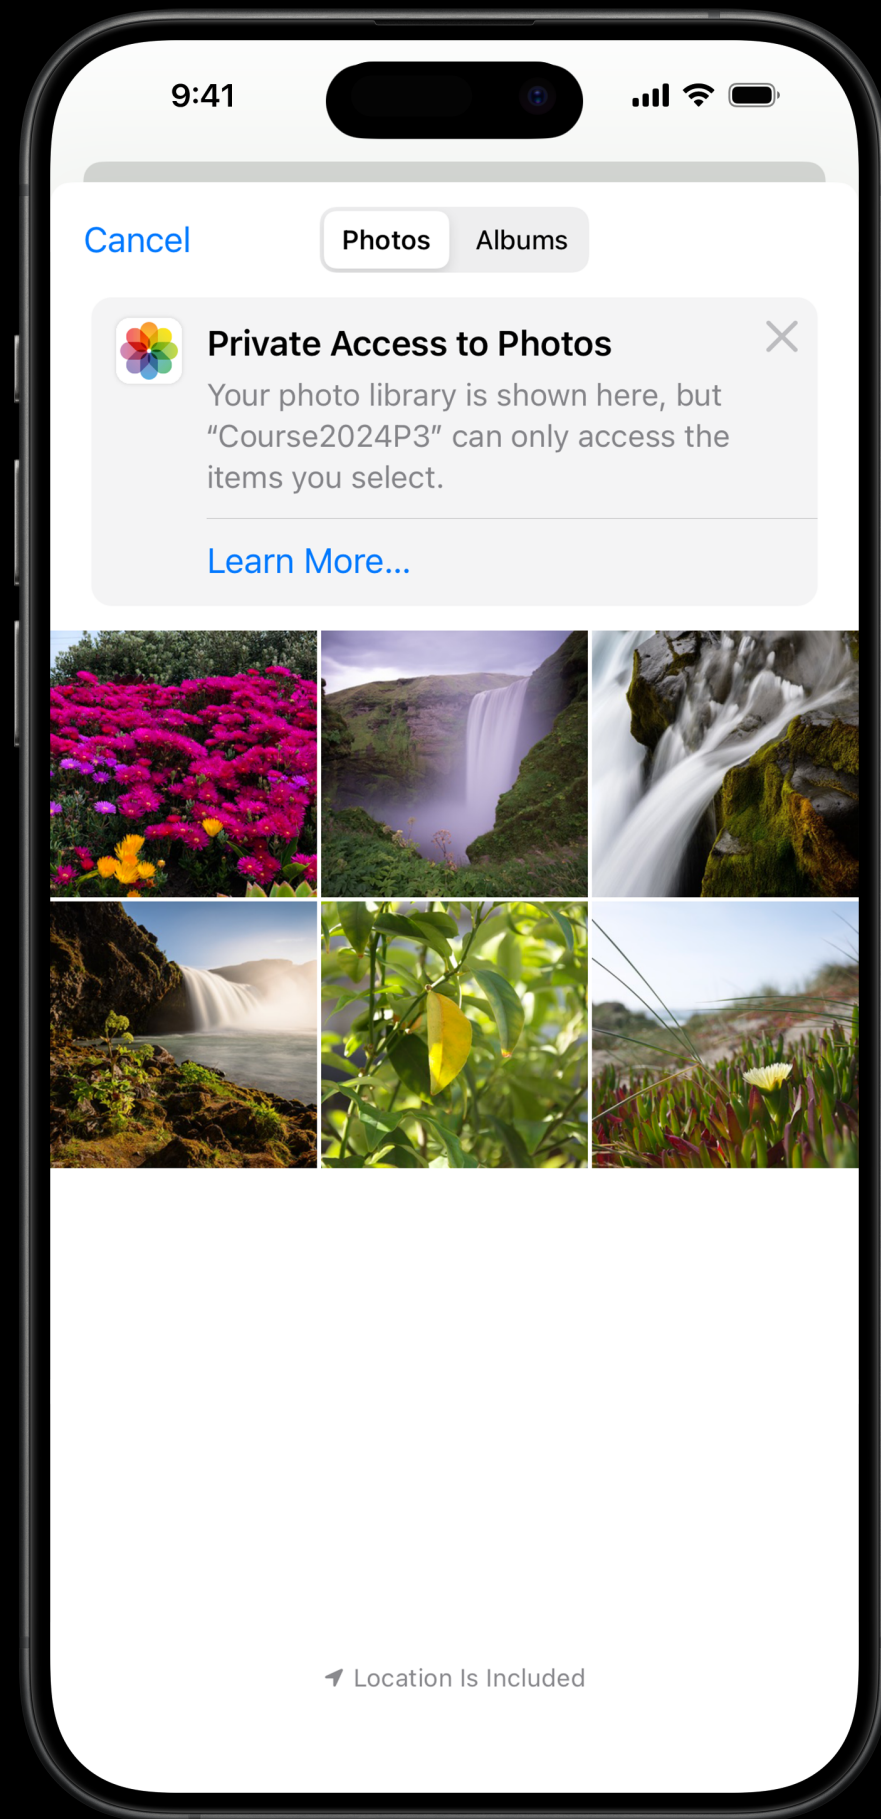 9:41
Cancel
Photos
Albums
Private Access to Photos
Your photo library is shown here, but
“Course2024P3” can only access the
items you select.
Learn More...
Location Is Included